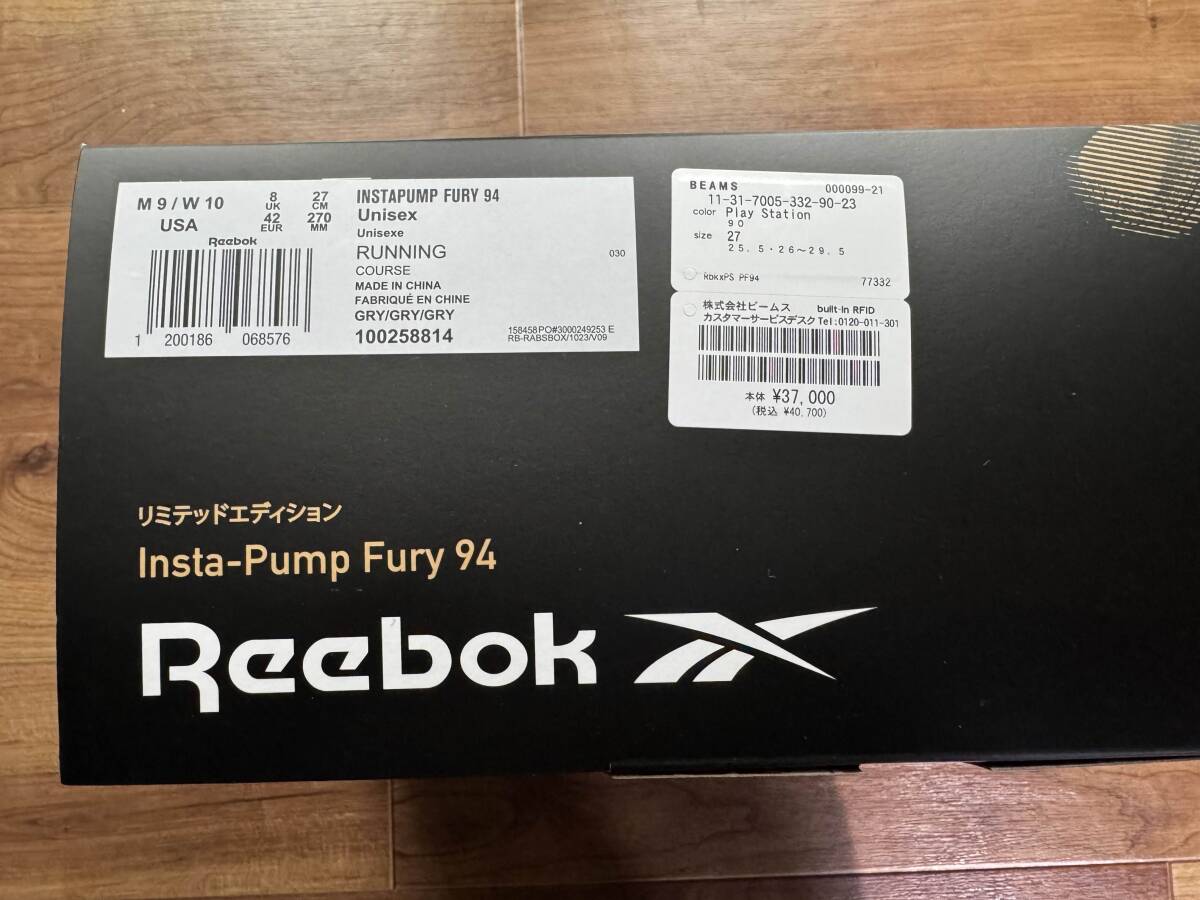 M 9 / W 10
USA
8
UK
42
EUR
27
CM
270
MM
Reebok
1 200186 068576
INSTAPUMP FURY 94
Unisex
Unisexe
RUNNING
COURSE
MADE IN CHINA
FABRIQUÉ EN CHINE
GRY/GRY/GRY
100258814
030
158458PO#3000249253 E
RB-RABSBOX/1023/V09
BEAMS 000099-21
11-31-7005-332-90-23
color Play Station
90
size 27
25.5・26～29.5
RbkxPS PF94 77332
株式会社ビームス built-in RFID
カスタマーサービスデスク Tel:0120-011-301
本体 ¥37,000
(税込 ¥40,700)
リミテッドエディション
Insta-Pump Fury 94
Reebok